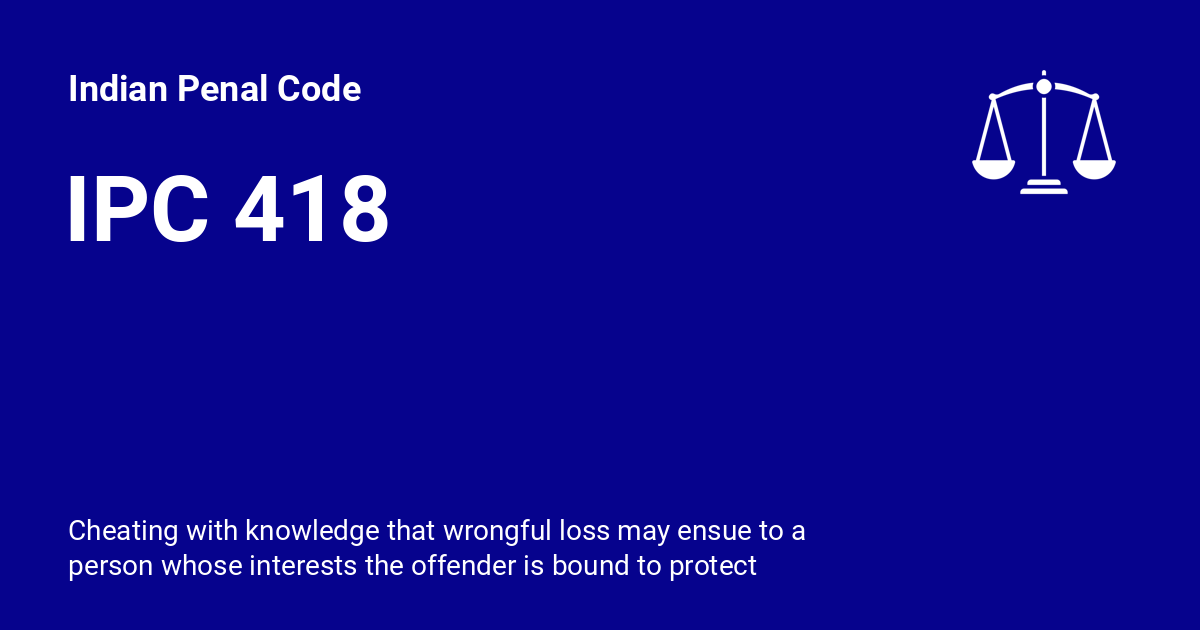 Indian Penal Code
IPC 418
Cheating with knowledge that wrongful loss may ensue to a
person whose interests the offender is bound to protect